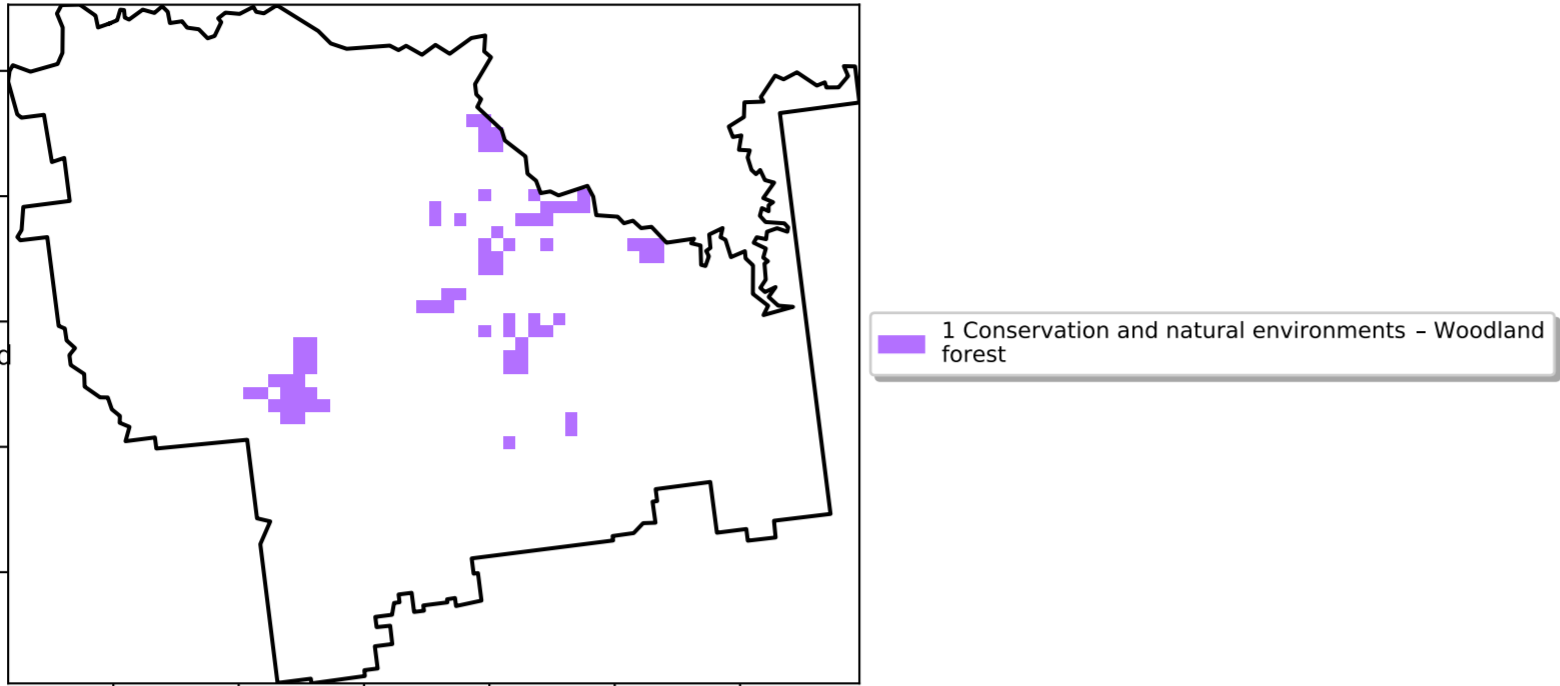 d
1 Conservation and natural environments – Woodland
forest